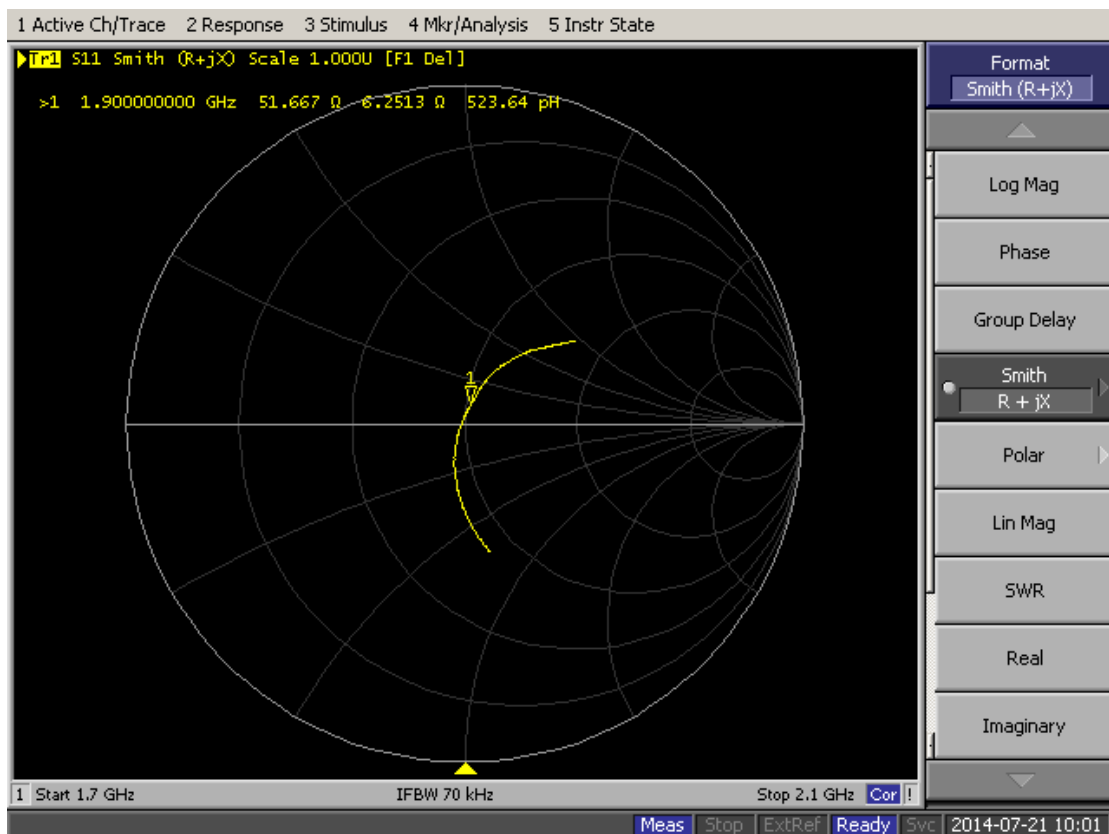 1 Active Ch/Trace 2 Response 3 Stimulus 4 Mkr/Analysis 5 Instr State
Tr1 S11 Smith (R+jX) Scale 1.000U [F1 Del]
>1 1.900000000 GHz 51.667 Ω 6.2513 Ω 523.64 pH
1
Format
Smith (R+jX)
Log Mag
Phase
Group Delay
Smith
R + jX
Polar
Lin Mag
SWR
Real
Imaginary
1 Start 1.7 GHz IFBW 70 kHz Stop 2.1 GHz Cor !
Meas Stop ExtRef Ready Svc 2014-07-21 10:01